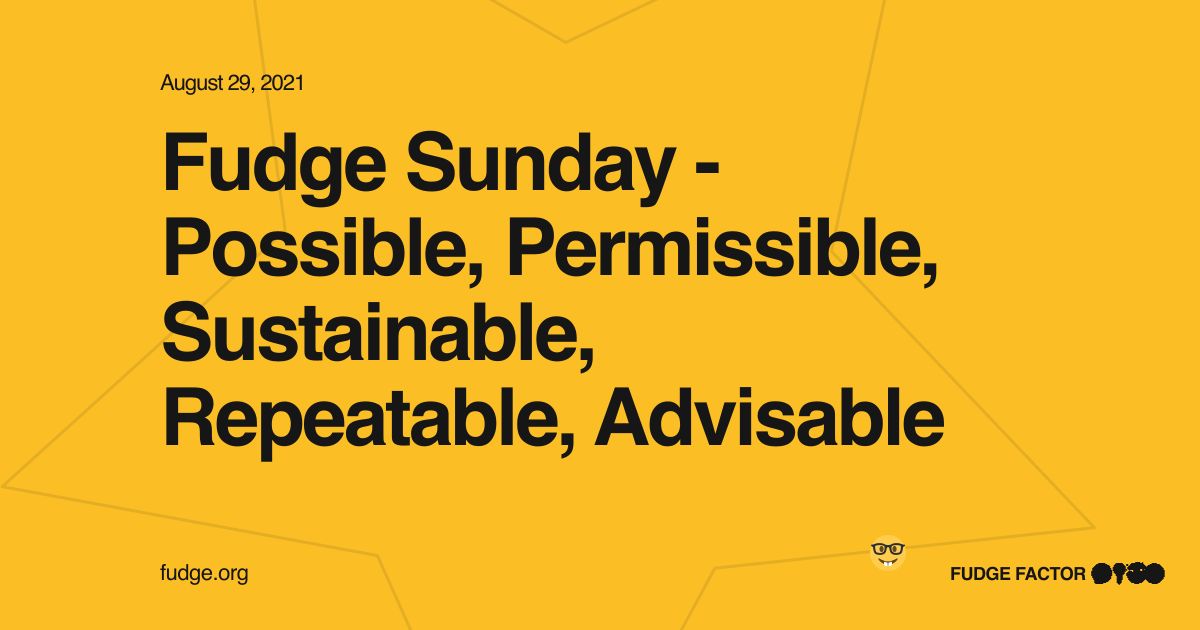 August 29, 2021
Fudge Sunday -
Possible, Permissible,
Sustainable,
Repeatable, Advisable
fudge.org
FUDGE FACTOR